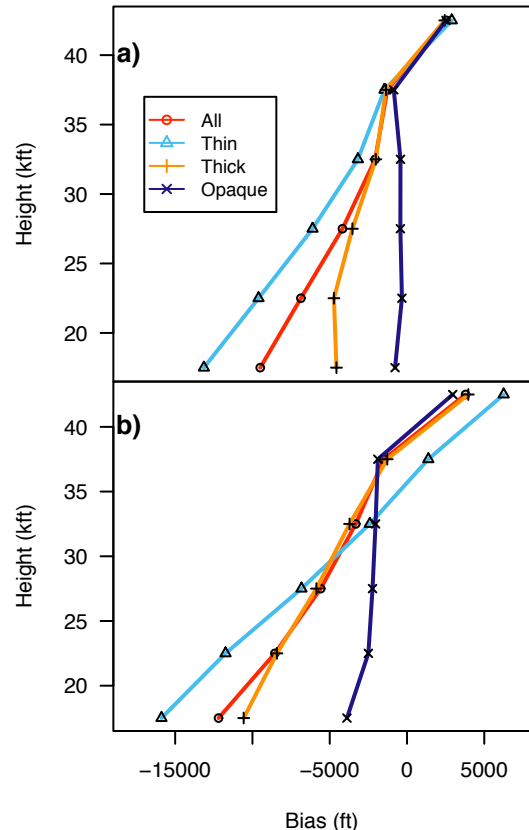 a)
40
35
30
25
20
Height (kft)
All
Thin
Thick
Opaque
b)
40
35
30
25
20
Height (kft)
−15000 −5000 0 5000
Bias (ft)